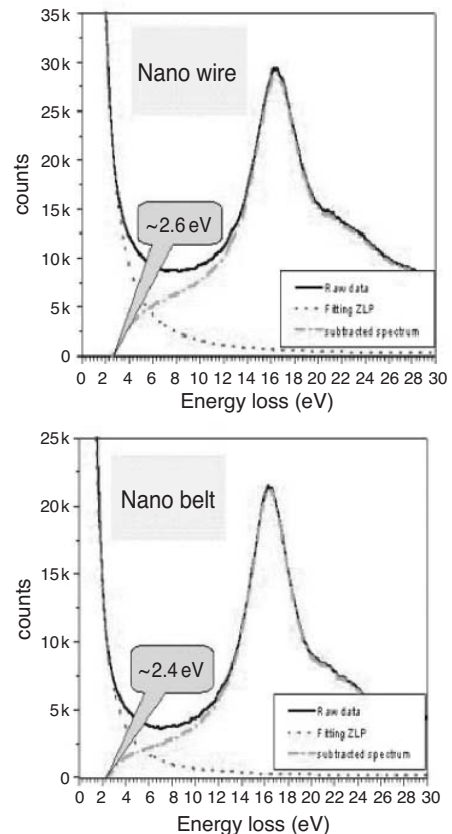 35k
30k
25k
20k
15k
10k
5k
0
counts
Nano wire
~2.6 eV
Raw data
Fitting ZLP
subtracted spectrum
0 2 4 6 8 10 12 14 16 18 20 22 24 26 28 30
Energy loss (eV)
25k
20k
15k
10k
5k
0
counts
Nano belt
~2.4 eV
Raw data
Fitting ZLP
subtracted spectrum
0 2 4 6 8 10 12 14 16 18 20 22 24 26 28 30
Energy loss (eV)